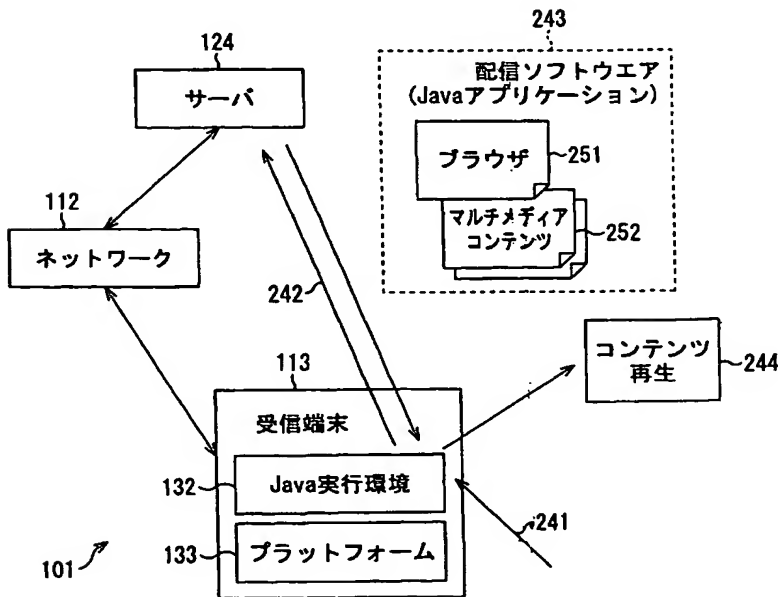 243
124
サーバ
配信ソフトウエア
(Javaアプリケーション)
ブラウザ
251
マルチメディア
コンテンツ
252
112
ネットワーク
242
コンテンツ
再生
244
113
受信端末
132
Java実行環境
133
プラットフォーム
241
101